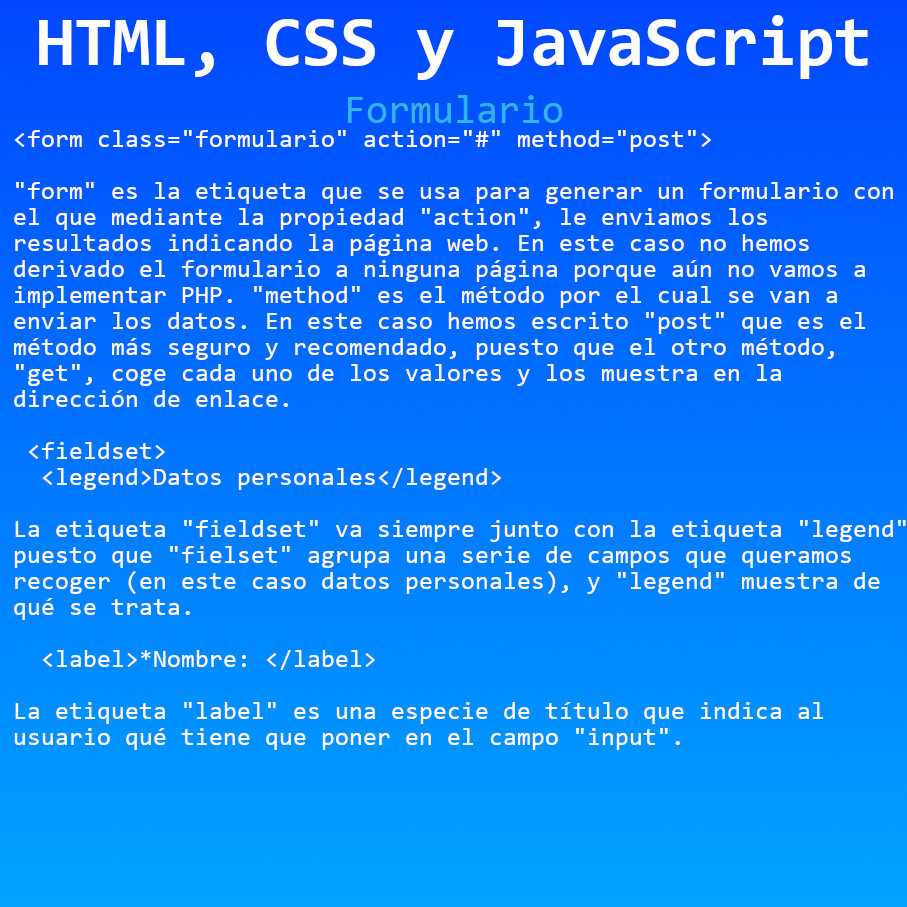 HTML, CSS y JavaScript
Formulario
<form class="formulario" action="#" method="post">
"form" es la etiqueta que se usa para generar un formulario con
el que mediante la propiedad "action", le enviamos los
resultados indicando la página web. En este caso no hemos
derivado el formulario a ninguna página porque aún no vamos a
implementar PHP. "method" es el método por el cual se van a
enviar los datos. En este caso hemos escrito "post" que es el
método más seguro y recomendado, puesto que el otro método,
"get", coge cada uno de los valores y los muestra en la
dirección de enlace.
<fieldset>
<legend>Datos personales</legend>
La etiqueta "fieldset" va siempre junto con la etiqueta "legend"
puesto que "fielset" agrupa una serie de campos que queramos
recoger (en este caso datos personales), y "legend" muestra de
qué se trata.
<label>*Nombre: </label>
La etiqueta "label" es una especie de título que indica al
usuario qué tiene que poner en el campo "input".